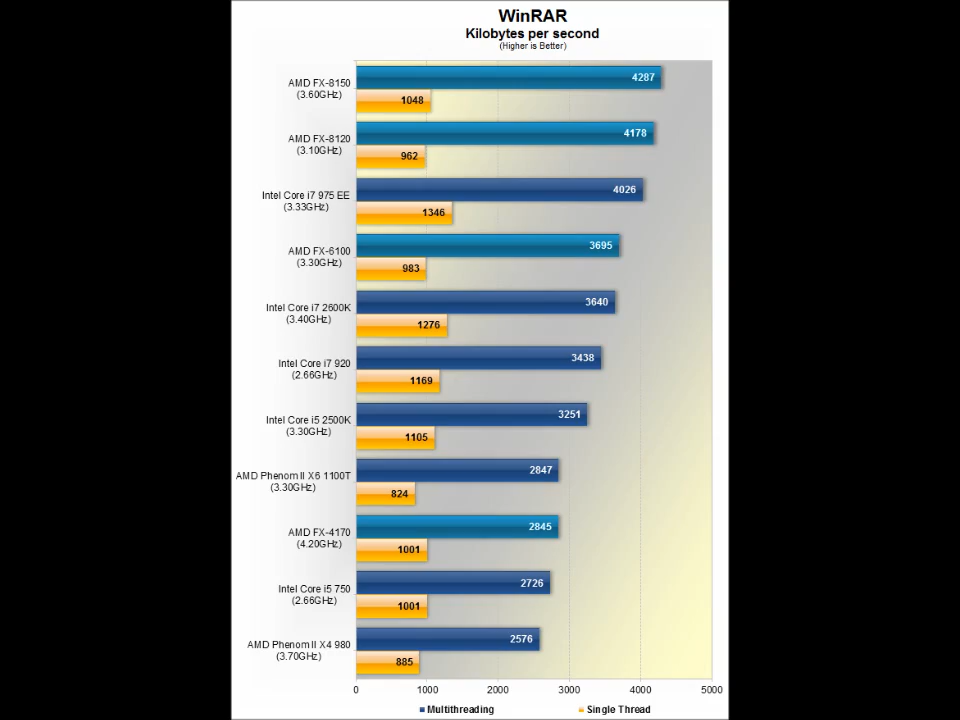 WinRAR
Kilobytes per second
(Higher is Better)
AMD FX-8150
(3.60GHz)
4287
1048
AMD FX-8120
(3.10GHz)
4178
962
Intel Core i7 975 EE
(3.33GHz)
4026
1346
AMD FX-6100
(3.30GHz)
3695
983
Intel Core i7 2600K
(3.40GHz)
3640
1276
Intel Core i7 920
(2.66GHz)
3438
1169
Intel Core i5 2500K
(3.30GHz)
3251
1105
AMD Phenom II X6 1100T
(3.30GHz)
2847
824
AMD FX-4170
(4.20GHz)
2845
1001
Intel Core i5 750
(2.66GHz)
2726
1001
AMD Phenom II X4 980
(3.70GHz)
2576
885
0 1000 2000 3000 4000 5000
Multithreading Single Thread